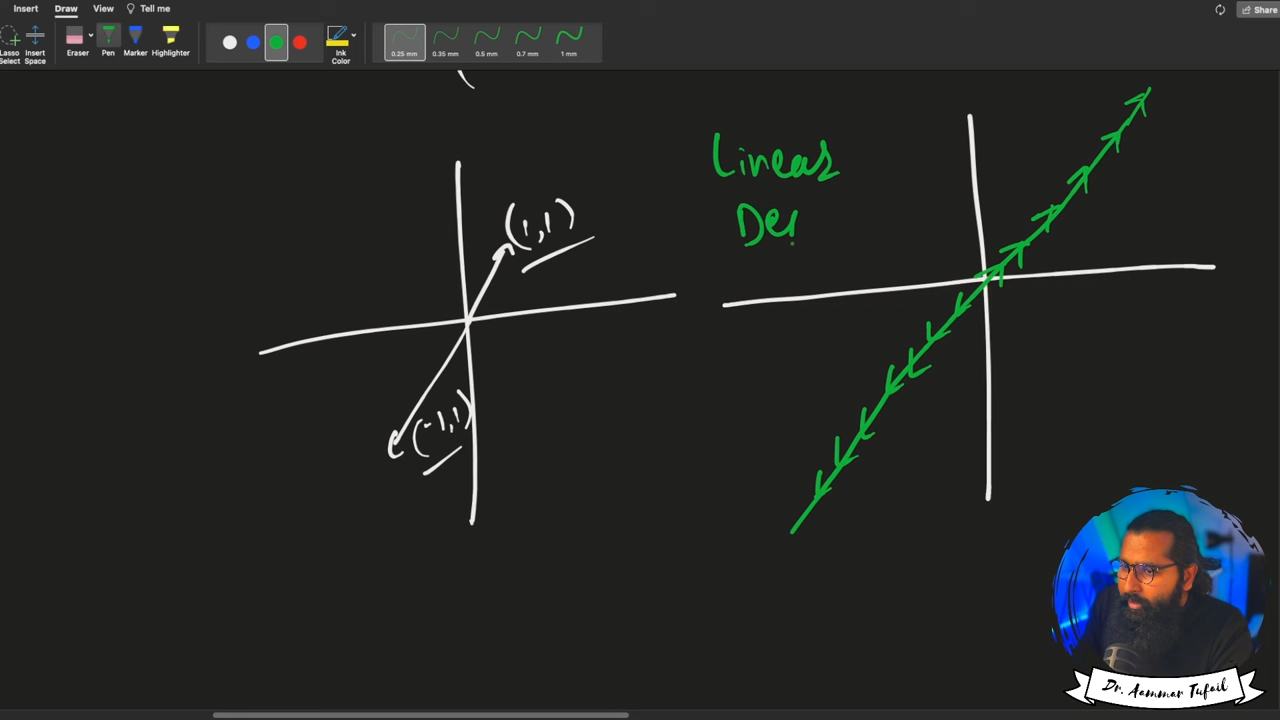 Insert Draw View Tell me
Share
Lasso Select
Insert Space
Eraser
Pen
Marker
Highlighter
Ink Color
0.25 mm
0.35 mm
0.5 mm
0.7 mm
1 mm
(
(1,1)
(-1,1)
Linear
Dep
Dr. Aammar Tufail